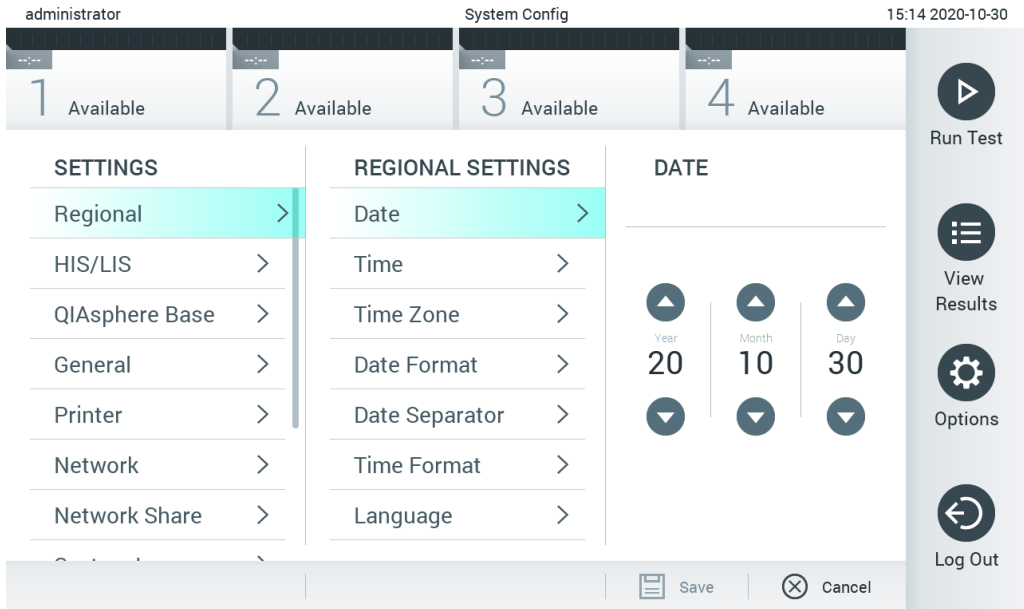 administrator System Config 15:14 2020-10-30
--:-- --:-- --:-- --:--
1 Available 2 Available 3 Available 4 Available
Run Test
SETTINGS
Regional
HIS/LIS
QIAsphere Base
General
Printer
Network
Network Share
REGIONAL SETTINGS
Date
Time
Time Zone
Date Format
Date Separator
Time Format
Language
DATE
Year Month Day
20 10 30
View
Results
Options
Log Out
Save Cancel